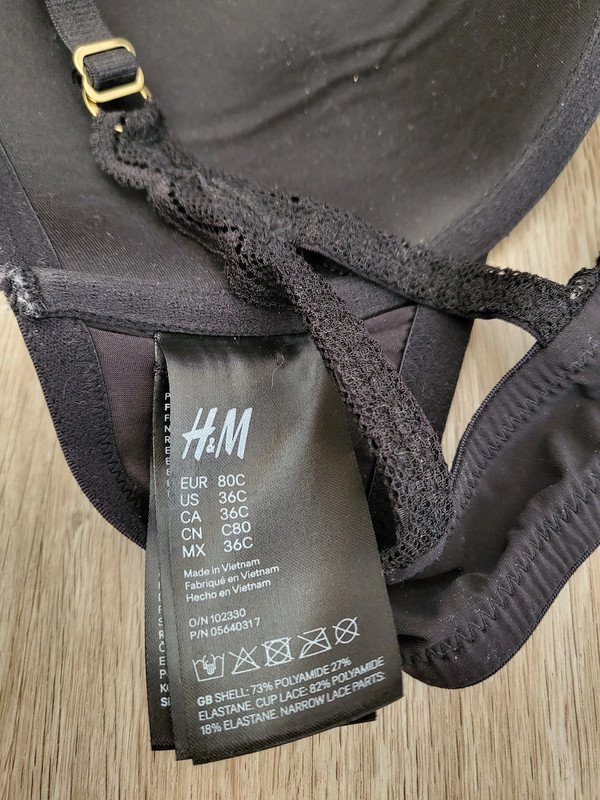 H&M
EUR 80C
US 36C
CA 36C
CN C80
MX 36C
Made in Vietnam
Fabriqué en Vietnam
Hecho en Vietnam
O/N 102330
P/N 05640317
GB SHELL: 73% POLYAMIDE 27%
ELASTANE. CUP LACE: 82% POLYAMIDE
18% ELASTANE. NARROW LACE PARTS: